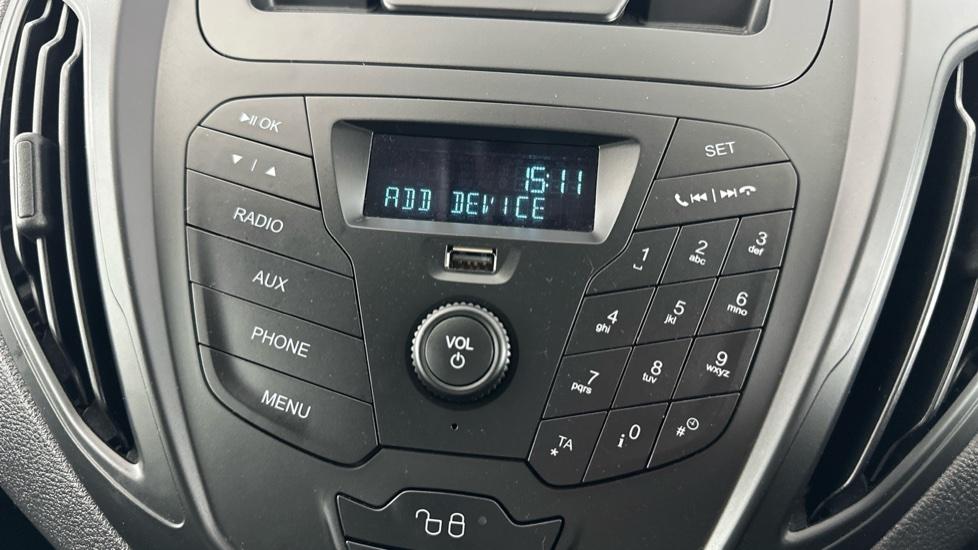 OK
SET
15:11
ADD DEVICE
RADIO
AUX
PHONE
MENU
VOL
1
2
abc
3
def
4
ghi
5
jkl
6
mno
7
pqrs
8
tuv
9
wxyz
* TA
i 0
#